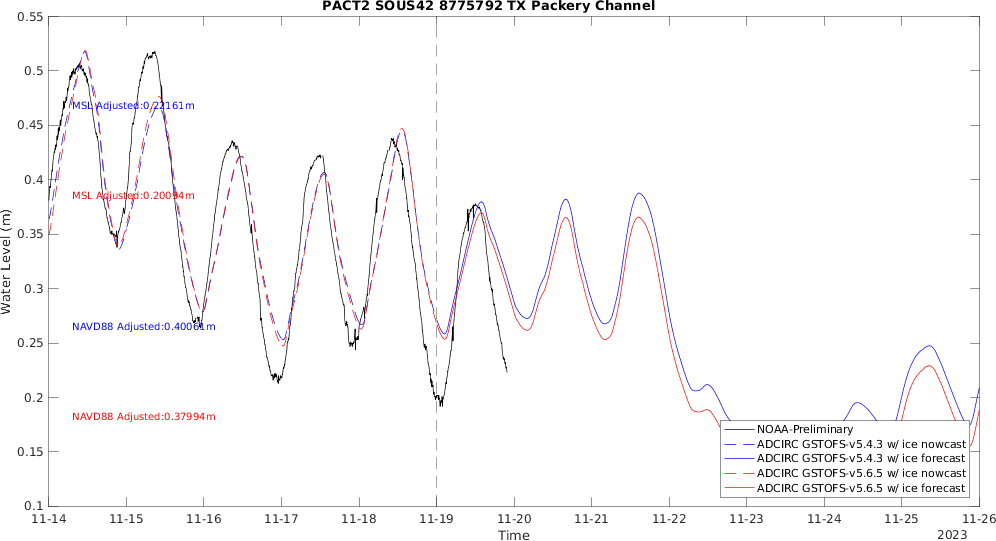 PACT2 SOUS42 8775792 TX Packery Channel
0.55
0.5
0.45
0.4
0.35
0.3
0.25
0.2
0.15
0.1
Water Level (m)
MSL Adjusted:0.22161m
MSL Adjusted:0.20094m
NAVD88 Adjusted:0.40061m
NAVD88 Adjusted:0.37994m
NOAA-Preliminary
ADCIRC GSTOFS-v5.4.3 w/ ice nowcast
ADCIRC GSTOFS-v5.4.3 w/ ice forecast
ADCIRC GSTOFS-v5.6.5 w/ ice nowcast
ADCIRC GSTOFS-v5.6.5 w/ ice forecast
11-14 11-15 11-16 11-17 11-18 11-19 11-20 11-21 11-22 11-23 11-24 11-25 11-26
Time
2023